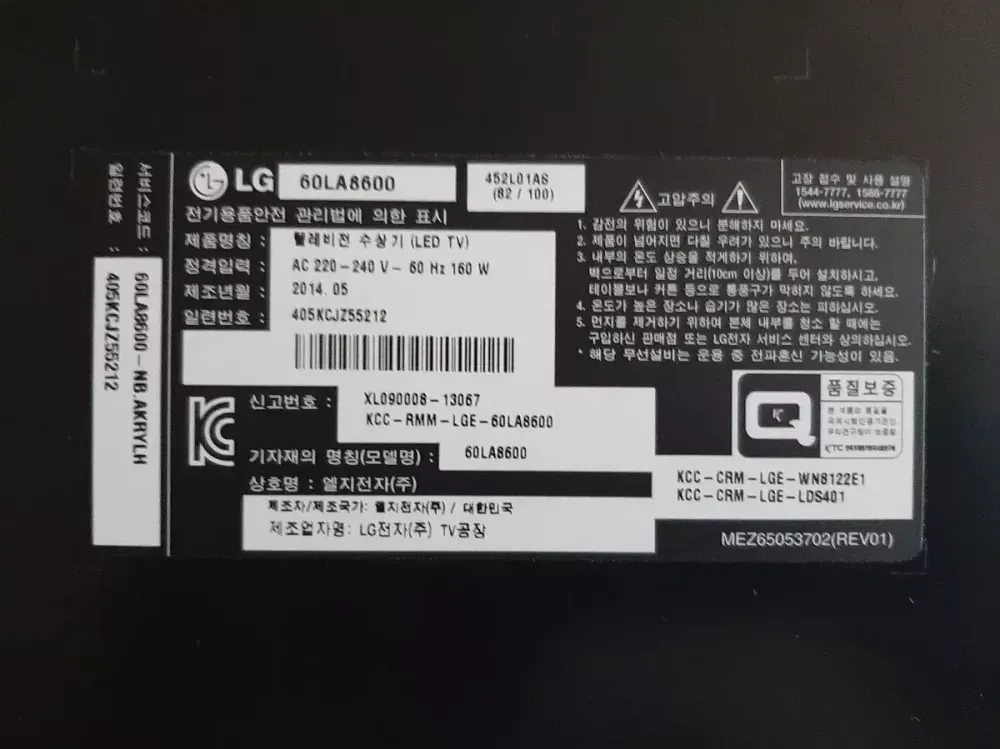 서비스코드 : 60LA8600-NB.AKRYLH
일련번호 : 405KCJZ55212
LG 60LA8600
452L01A6
(82 / 100)
전기용품안전 관리법에 의한 표시
제품명칭 : 텔레비전 수상기 (LED TV)
정격입력 : AC 220-240 V~ 60 Hz 160 W
제조년월 : 2014. 05
일련번호 : 405KCJZ55212
신고번호 : XL090008-13067
KCC-RMM-LGE-60LA8600
기자재의 명칭(모델명) : 60LA8600
상호명 : 엘지전자(주)
제조자/제조국가: 엘지전자(주) / 대한민국
제조업자명: LG전자(주) TV공장
고압주의
고장 접수 및 사용 설명
1544-7777, 1588-7777
(www.lgservice.co.kr)
1. 감전의 위험이 있으니 분해하지 마세요.
2. 제품이 넘어지면 다칠 우려가 있으니 주의 바랍니다.
3. 내부의 온도 상승을 적게하기 위하여,
벽으로부터 일정 거리(10cm 이상)를 두어 설치하시고,
테이블보나 커튼 등으로 통풍구가 막히지 않도록 하세요.
4. 온도가 높은 장소나 습기가 많은 장소는 피하십시오.
5. 먼지를 제거하기 위하여 본체 내부를 청소 할 때에는
구입하신 판매점 또는 LG전자 서비스 센터와 상의하십시오.
* 해당 무선설비는 운용 중 전파혼신 가능성이 있음.
품질보증
KCC-CRM-LGE-WN8122E1
KCC-CRM-LGE-LDS401
MEZ65053702(REV01)